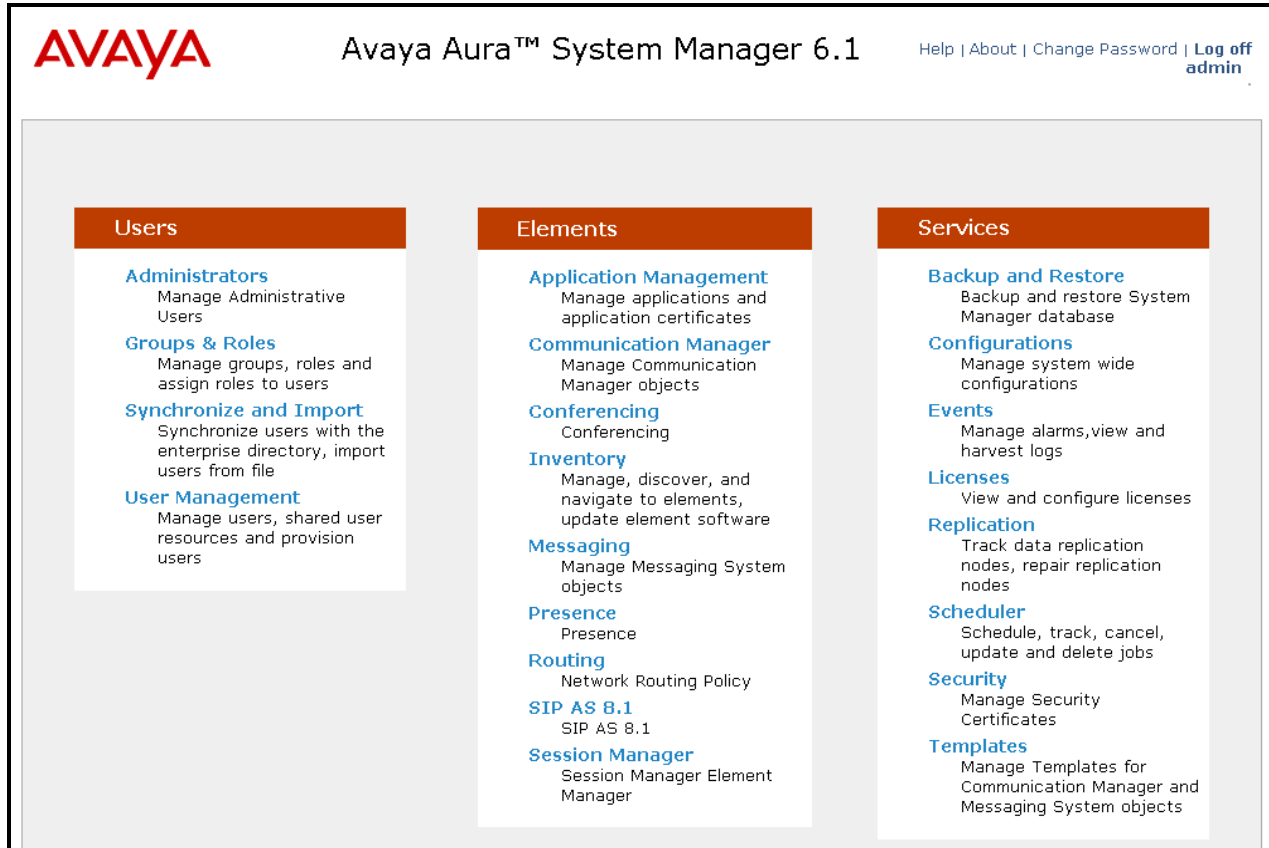 AVAYA
Avaya Aura™ System Manager 6.1
Help | About | Change Password | Log off
admin
Users
Administrators
Manage Administrative
Users
Groups & Roles
Manage groups, roles and
assign roles to users
Synchronize and Import
Synchronize users with the
enterprise directory, import
users from file
User Management
Manage users, shared user
resources and provision
users
Elements
Application Management
Manage applications and
application certificates
Communication Manager
Manage Communication
Manager objects
Conferencing
Conferencing
Inventory
Manage, discover, and
navigate to elements,
update element software
Messaging
Manage Messaging System
objects
Presence
Presence
Routing
Network Routing Policy
SIP AS 8.1
SIP AS 8.1
Session Manager
Session Manager Element
Manager
Services
Backup and Restore
Backup and restore System
Manager database
Configurations
Manage system wide
configurations
Events
Manage alarms,view and
harvest logs
Licenses
View and configure licenses
Replication
Track data replication
nodes, repair replication
nodes
Scheduler
Schedule, track, cancel,
update and delete jobs
Security
Manage Security
Certificates
Templates
Manage Templates for
Communication Manager and
Messaging System objects